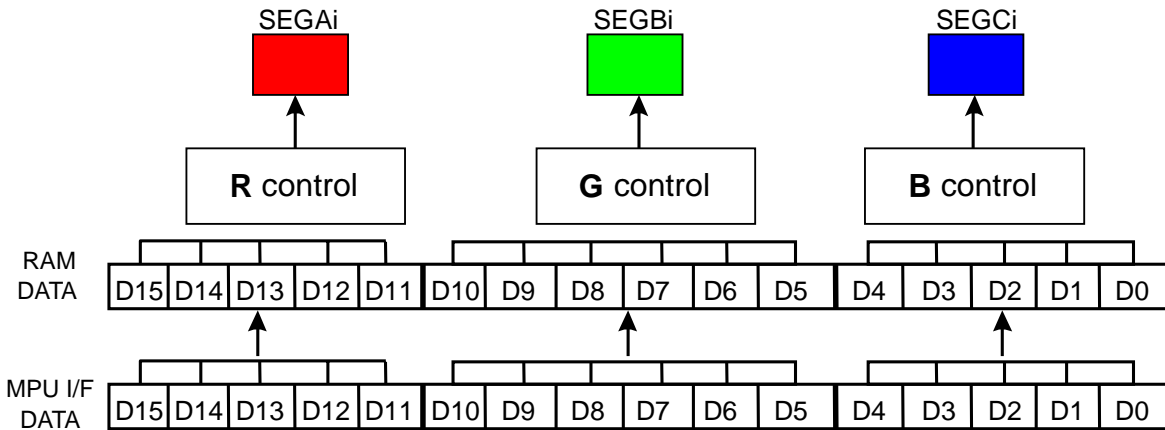 SEGAi SEGBi SEGCi
R control G control B control
RAM
DATA
D15 D14 D13 D12 D11 D10 D9 D8 D7 D6 D5 D4 D3 D2 D1 D0
MPU I/F
DATA
D15 D14 D13 D12 D11 D10 D9 D8 D7 D6 D5 D4 D3 D2 D1 D0